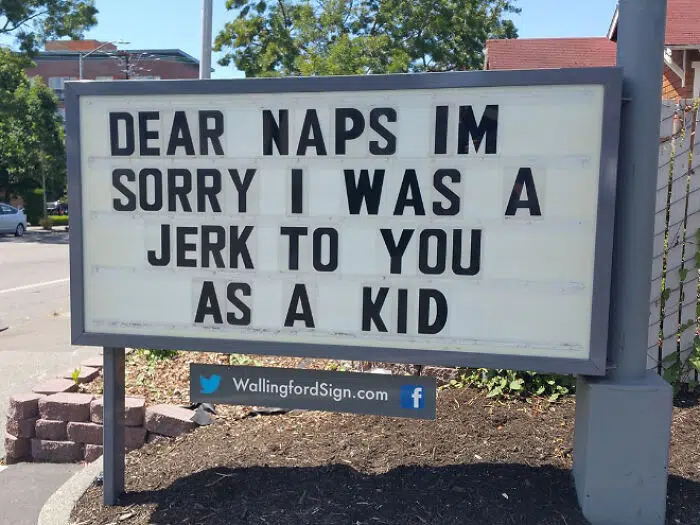 DEAR NAPS IM
SORRY I WAS A
JERK TO YOU
AS A KID
WallingfordSign.com f